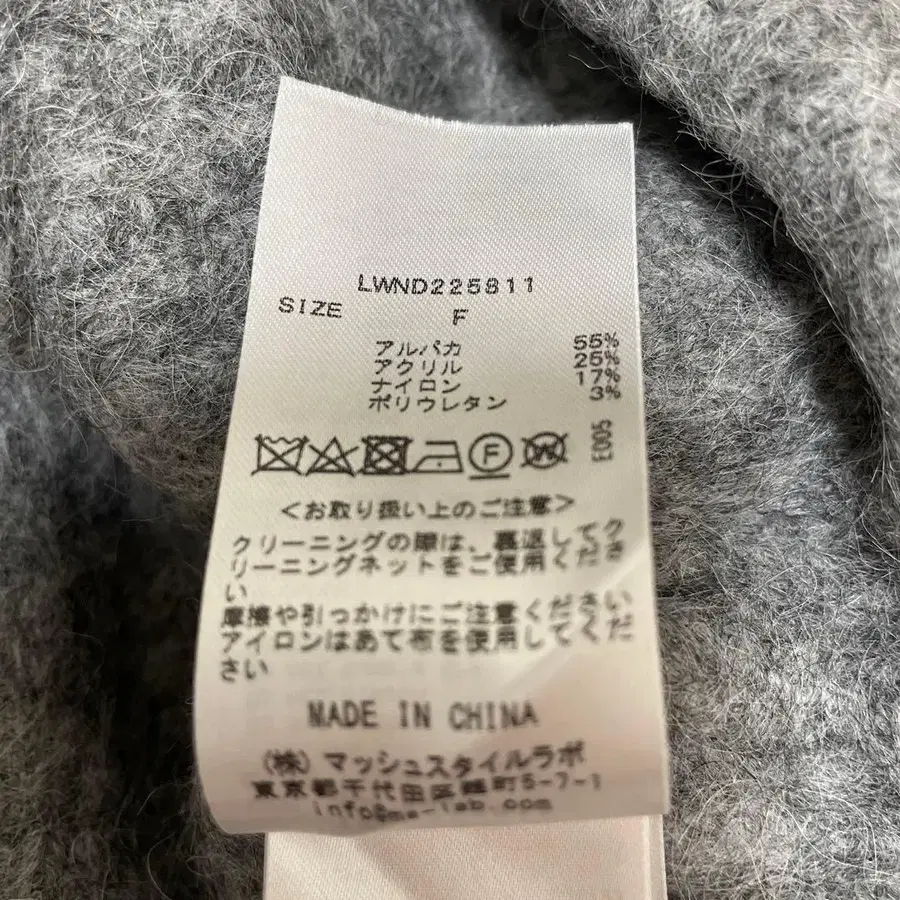 LWND225811
SIZE F
アルパカ 55%
アクリル 25%
ナイロン 17%
ポリウレタン 3%
E005
F W
<お取り扱い上のご注意>
クリーニングの際は、裏返してク
リーニングネットをご使用くださ
い
摩擦や引っかけにご注意ください
アイロンはあて布を使用してくだ
さい
MADE IN CHINA
(株)マッシュスタイルラボ
東京都千代田区麹町5-7-1
info@ms-lab.com